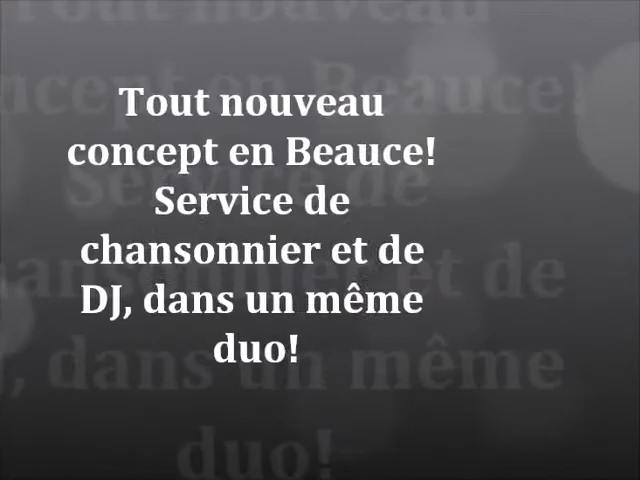 Tout nouveau
concept en Beauce!
Service de
chansonnier et de
DJ, dans un même
duo!